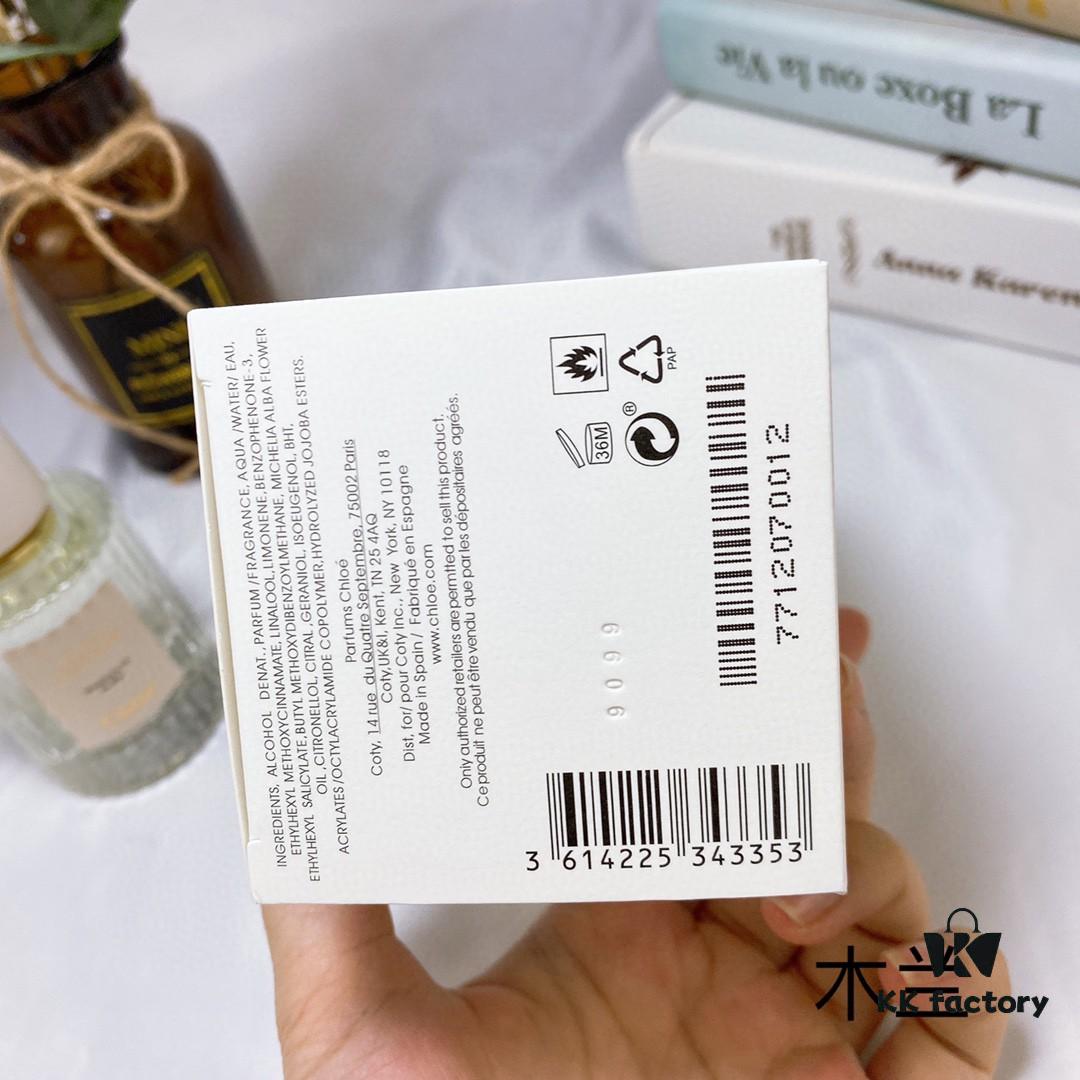 INGREDIENTS, ALCOHOL DENAT., PARFUM/FRAGRANCE, AQUA/WATER/EAU,
ETHYLHEXYL METHOXYCINNAMATE, LINALOOL, LIMONENE, BENZOPHENONE-3,
ETHYLHEXYL SALICYLATE, BUTYL METHOXYDIBENZOYLMETHANE, MICHELIA ALBA FLOWER
OIL, CITRONELLOL, CITRAL, GERANIOL, ISOEUGENOL, BHT,
ACRYLATES/OCTYLACRYLAMIDE COPOLYMER, HYDROLYZED JOJOBA ESTERS.
Parfums Chloé
Coty, 14 rue du Quatre Septembre, 75002 Paris
Coty, UK&I, Kent, TN 25 4AQ
Dist, for/ pour Coty Inc., New York, NY 10118
Made in Spain / Fabriqué en Espagne
www.chloe.com
Only authorized retailers are permtted to sell this product.
Ce produit ne peut être vendu que par les dépositaires agréés.
36M
®
PAP
9099
7712070012
3 614225 343353
La Boxe ou la Vie
Anna Karen
木兰
KK factory